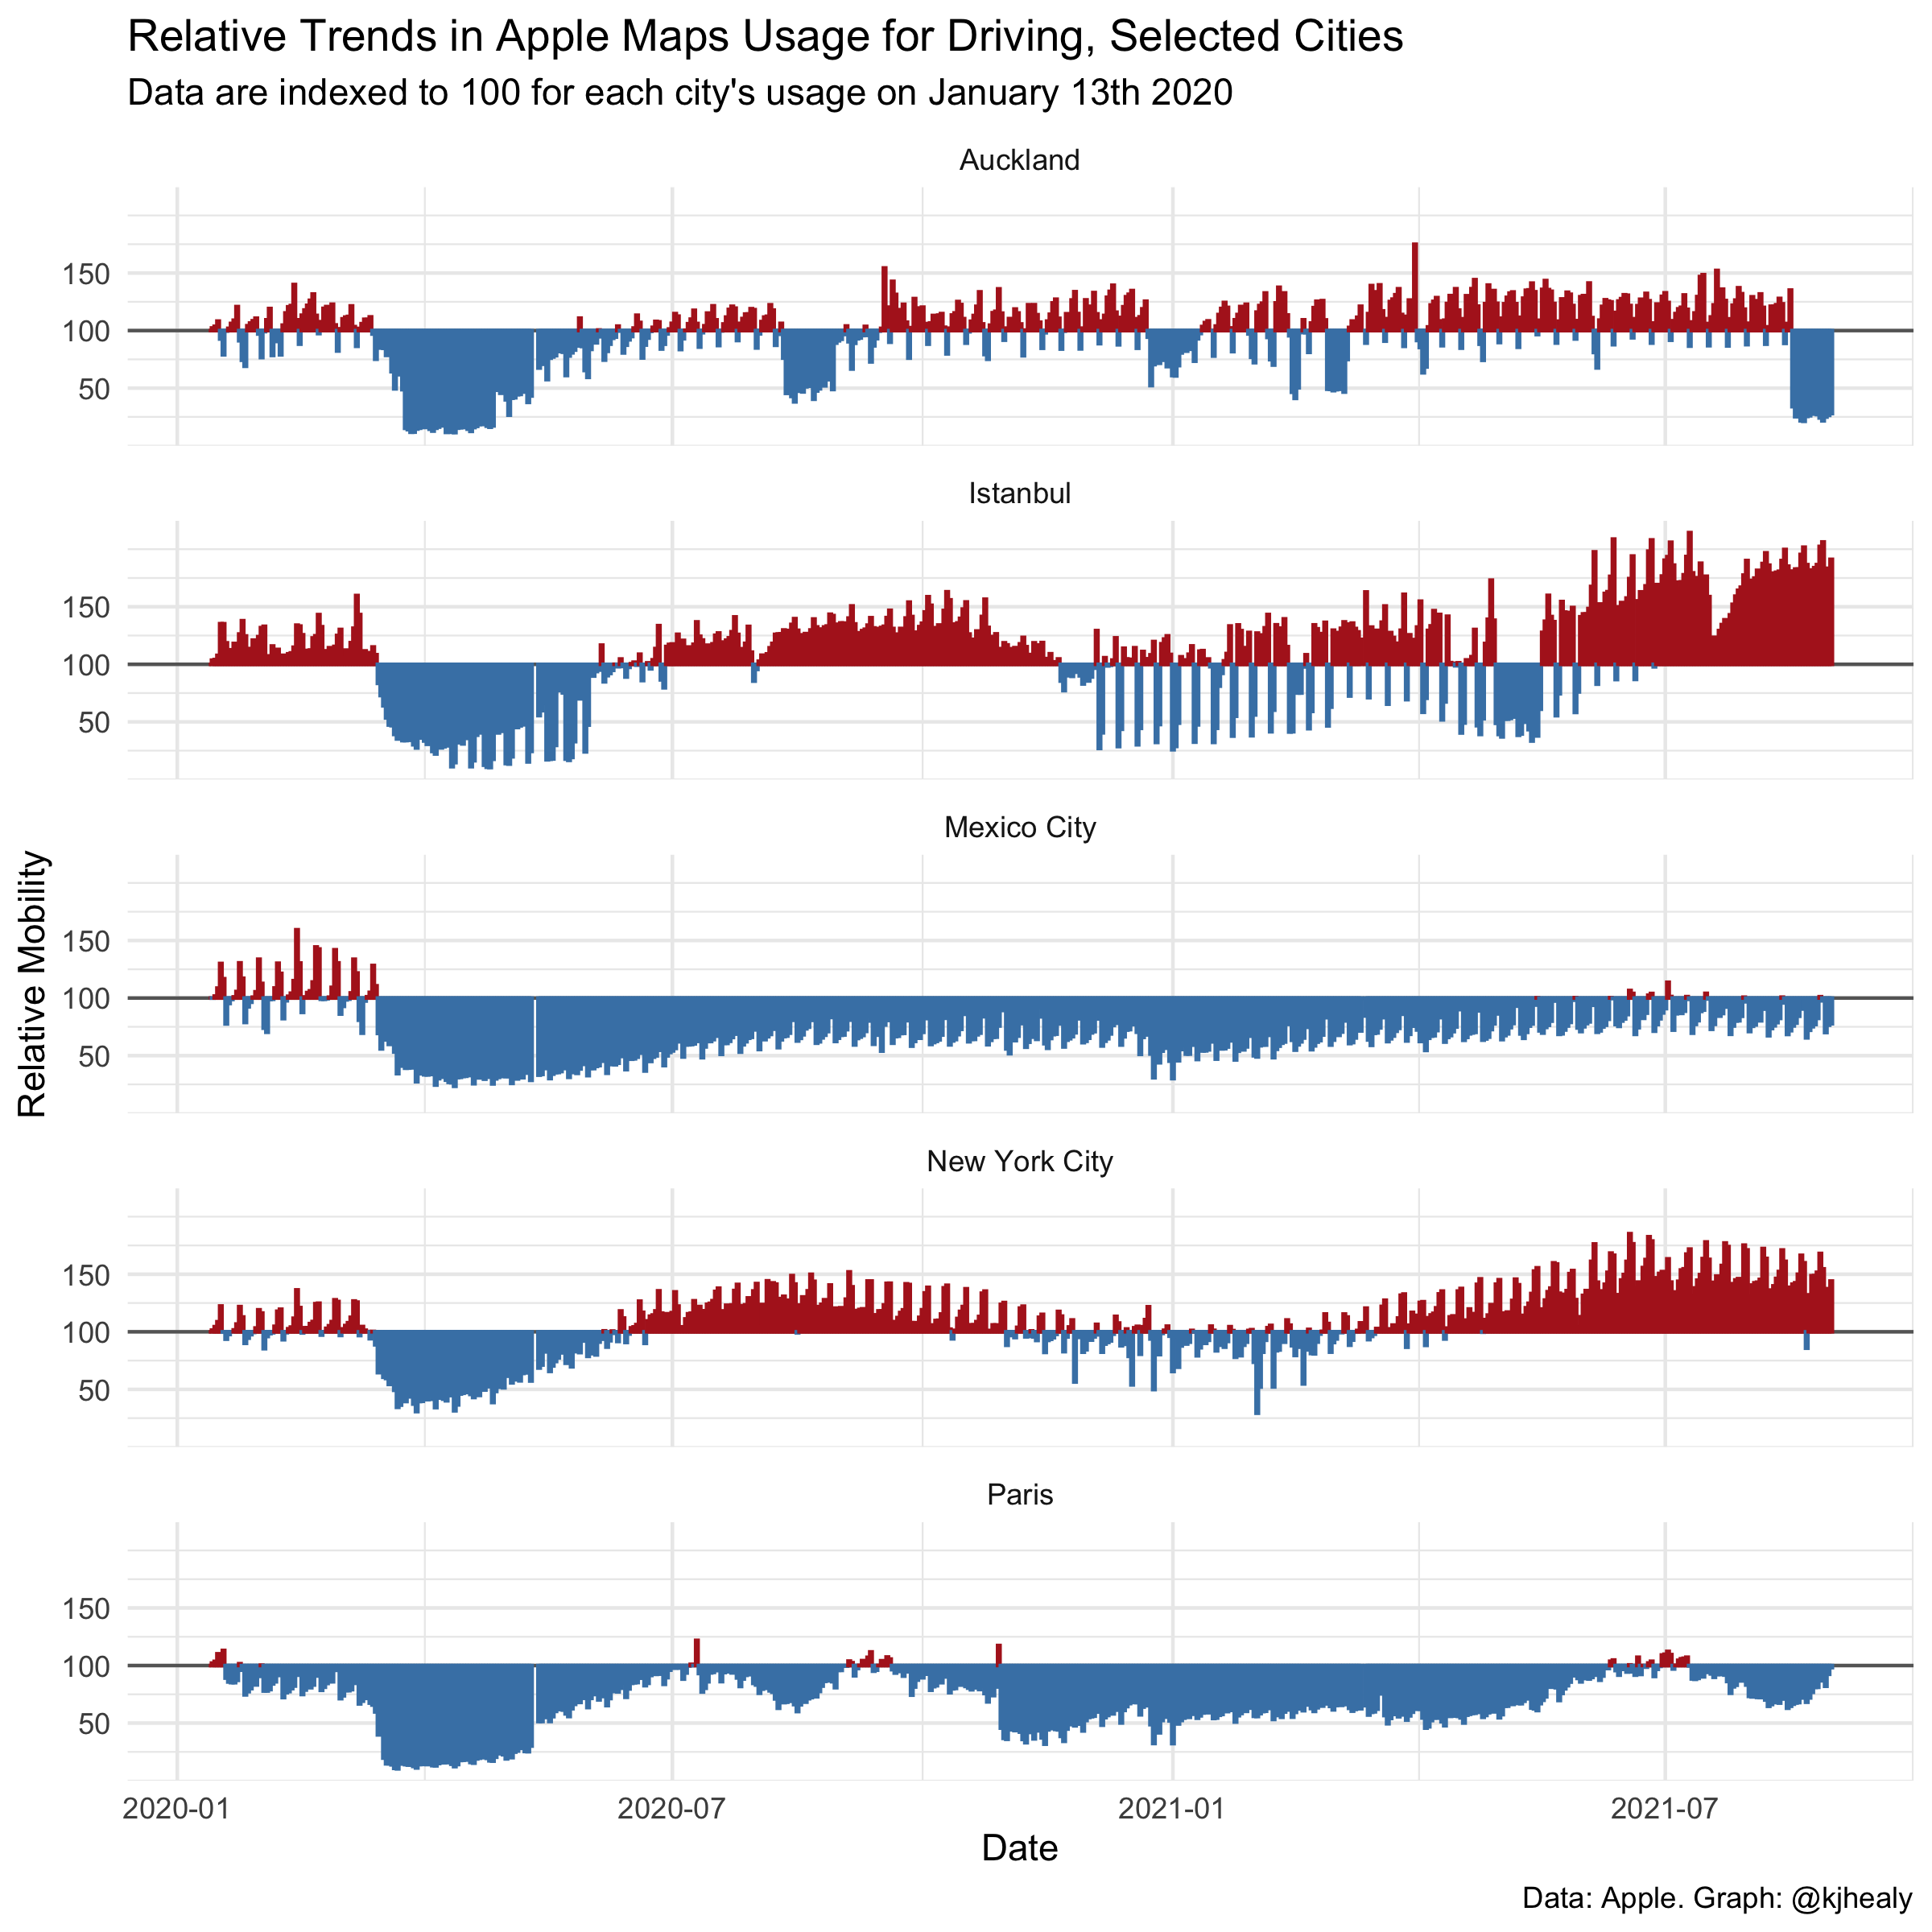 Relative Trends in Apple Maps Usage for Driving, Selected Cities
Data are indexed to 100 for each city's usage on January 13th 2020
Auckland
150
100
50
Istanbul
150
100
50
Mexico City
150
100
50
New York City
150
100
50
Paris
150
100
50
Relative Mobility
2020-01
2020-07
2021-01
2021-07
Date
Data: Apple. Graph: @kjhealy